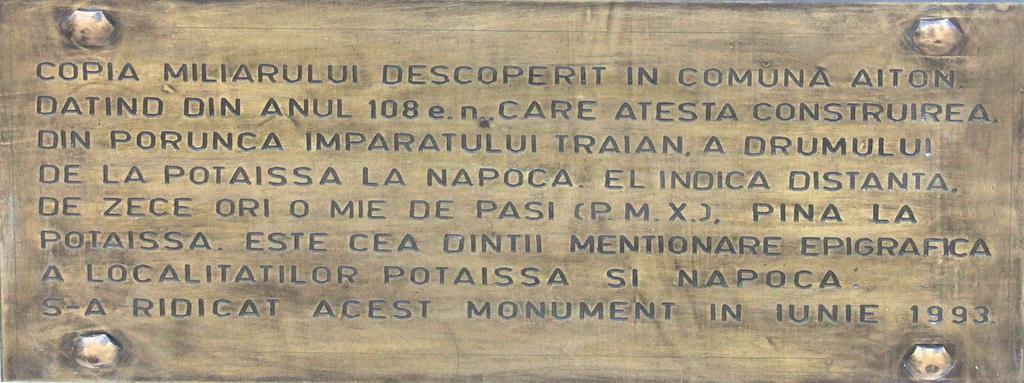 COPIA MILIARULUI DESCOPERIT IN COMUNA AITON,
DATIND DIN ANUL 108 e.n., CARE ATESTA CONSTRUIREA,
DIN PORUNCA IMPARATULUI TRAIAN, A DRUMULUI
DE LA POTAISSA LA NAPOCA. EL INDICA DISTANTA,
DE ZECE ORI O MIE DE PASI (P.M.X.), PINA LA
POTAISSA. ESTE CEA DINTII MENTIONARE EPIGRAFICA
A LOCALITATILOR POTAISSA SI NAPOCA.
S-A RIDICAT ACEST MONUMENT IN IUNIE 1993.